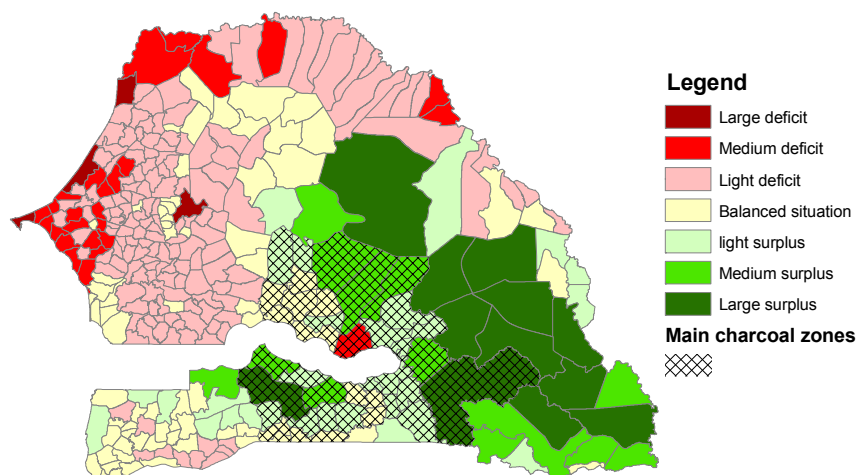 Legend
Large deficit
Medium deficit
Light deficit
Balanced situation
light surplus
Medium surplus
Large surplus
Main charcoal zones